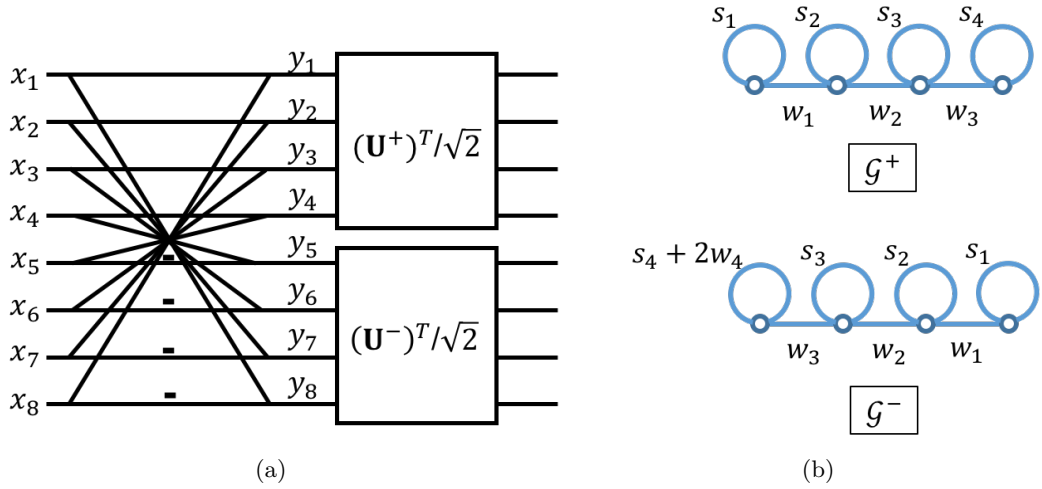 x₁ y₁
x₂ y₂
x₃ y₃
x₄ y₄
x₅ - y₅
x₆ - y₆
x₇ - y₇
x₈ - y₈
(U⁺)ᵀ/√2
(U⁻)ᵀ/√2
(a)
s₁ s₂ s₃ s₄
w₁ w₂ w₃
𝒢⁺
s₄ + 2w₄ s₃ s₂ s₁
w₃ w₂ w₁
𝒢⁻
(b)